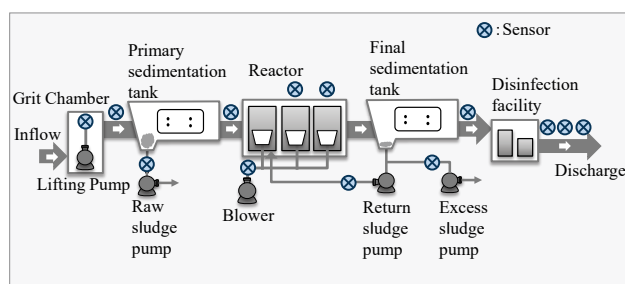 : Sensor
Primary
sedimentation
tank
Reactor
Final
sedimentation
tank
Disinfection
facility
Grit Chamber
Inflow
Lifting Pump
Discharge
Raw
sludge
pump
Blower
Return
sludge
pump
Excess
sludge
pump